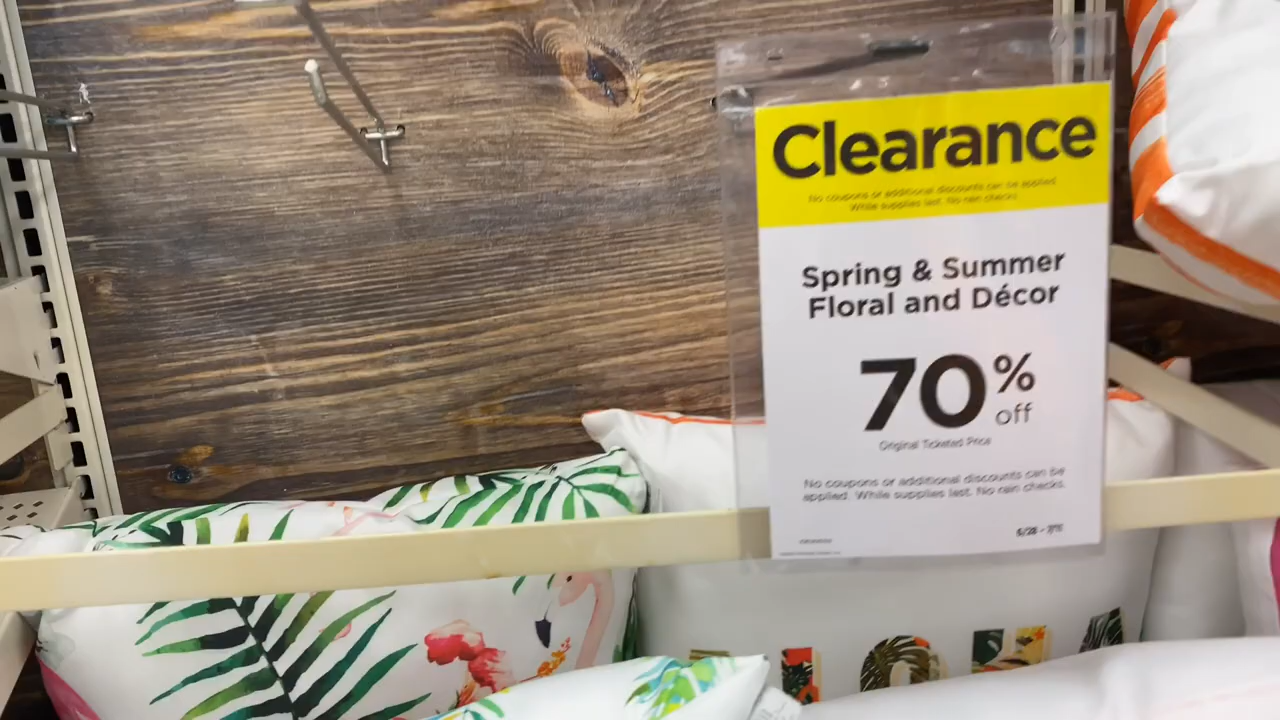 Clearance
No coupons or additional discounts can be applied.
While supplies last. No rain checks.
Spring & Summer
Floral and Décor
70%
off
Original Ticketed Price
No coupons or additional discounts can be
applied. While supplies last. No rain checks.